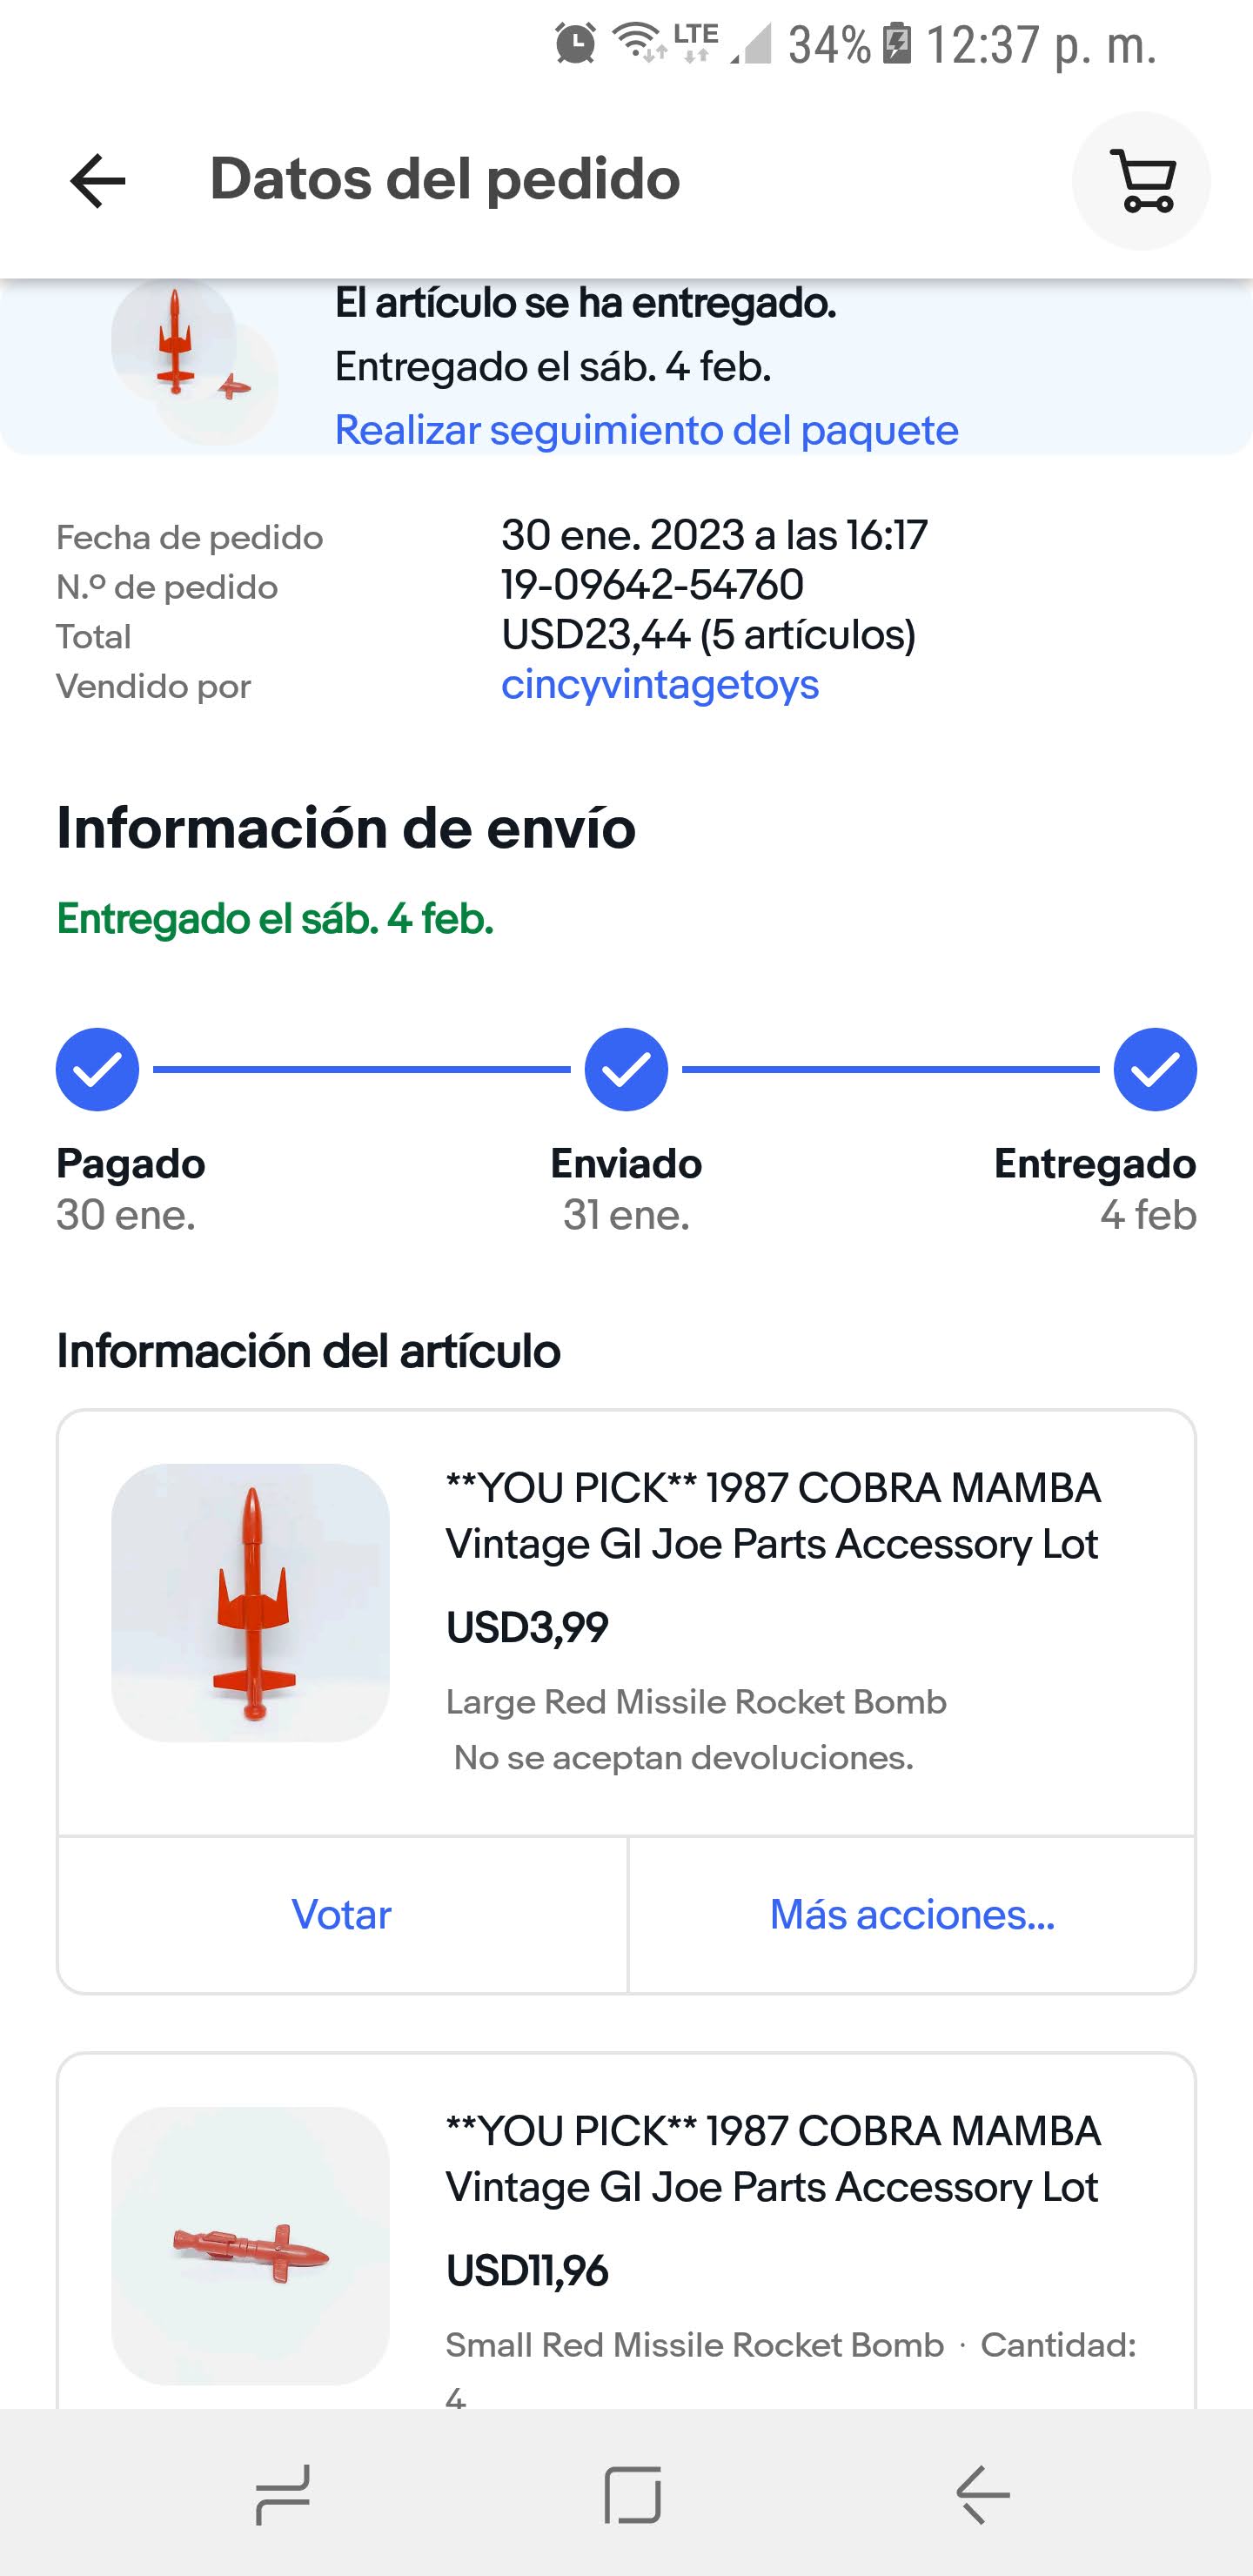 LTE 34% 12:37 p. m.
Datos del pedido
El artículo se ha entregado.
Entregado el sáb. 4 feb.
Realizar seguimiento del paquete
Fecha de pedido 30 ene. 2023 a las 16:17
N.º de pedido 19-09642-54760
Total USD23,44 (5 artículos)
Vendido por cincyvintagetoys
Información de envío
Entregado el sáb. 4 feb.
Pagado Enviado Entregado
30 ene. 31 ene. 4 feb
Información del artículo
**YOU PICK** 1987 COBRA MAMBA
Vintage GI Joe Parts Accessory Lot
USD3,99
Large Red Missile Rocket Bomb
No se aceptan devoluciones.
Votar Más acciones...
**YOU PICK** 1987 COBRA MAMBA
Vintage GI Joe Parts Accessory Lot
USD11,96
Small Red Missile Rocket Bomb · Cantidad:
4